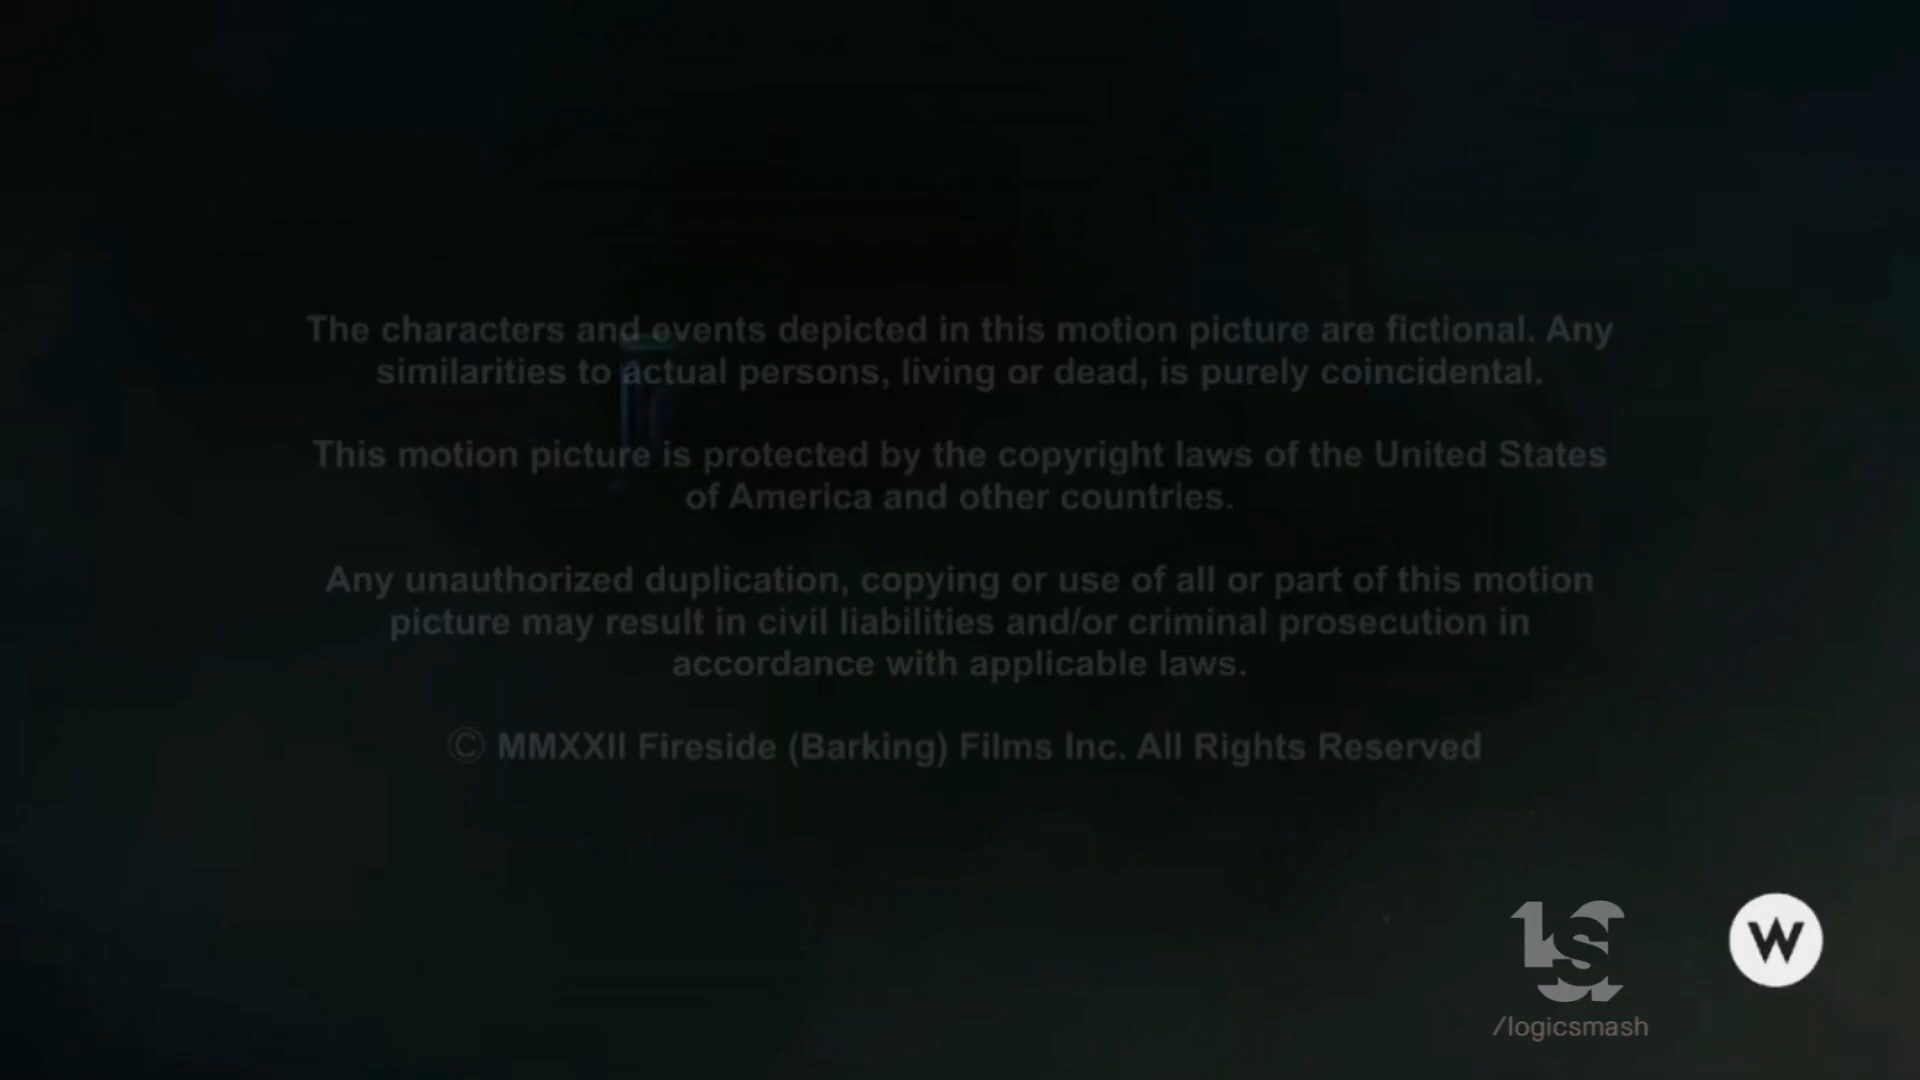 The characters and events depicted in this motion picture are fictional. Any
similarities to actual persons, living or dead, is purely coincidental.
This motion picture is protected by the copyright laws of the United States
of America and other countries.
Any unauthorized duplication, copying or use of all or part of this motion
picture may result in civil liabilities and/or criminal prosecution in
accordance with applicable laws.
© MMXXII Fireside (Barking) Films Inc. All Rights Reserved
LS
W
/logicsmash